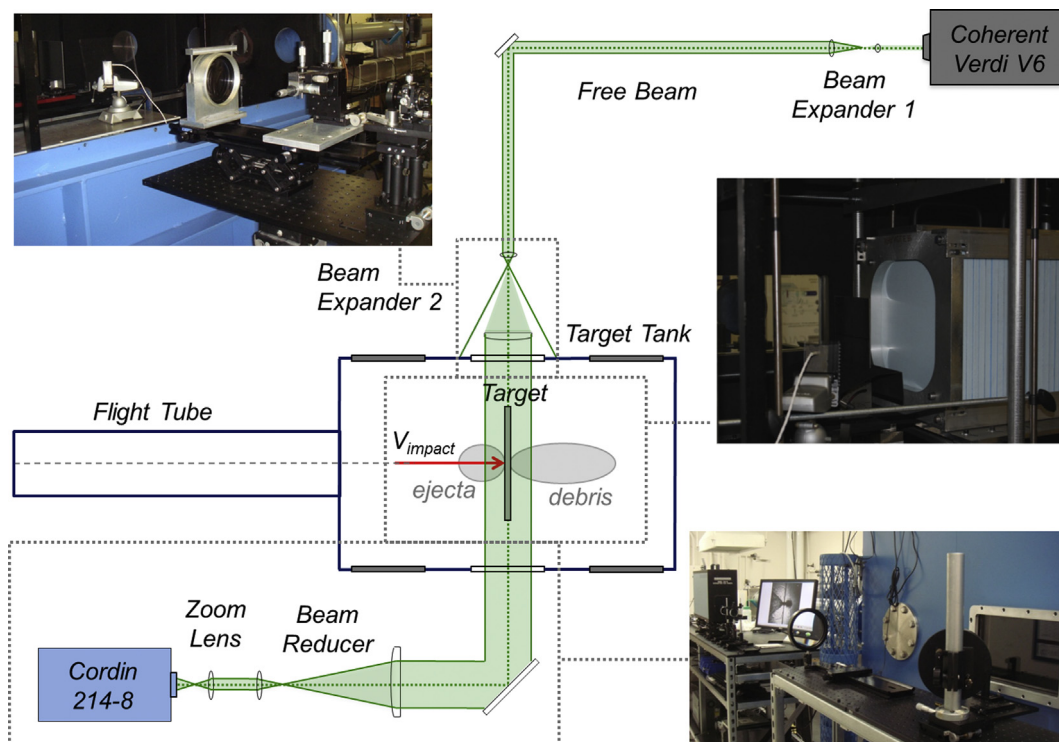 Coherent
Verdi V6
Free Beam
Beam
Expander 1
Beam
Expander 2
Target Tank
Target
Flight Tube
V impact
ejecta
debris
Zoom
Lens
Beam
Reducer
Cordin
214-8